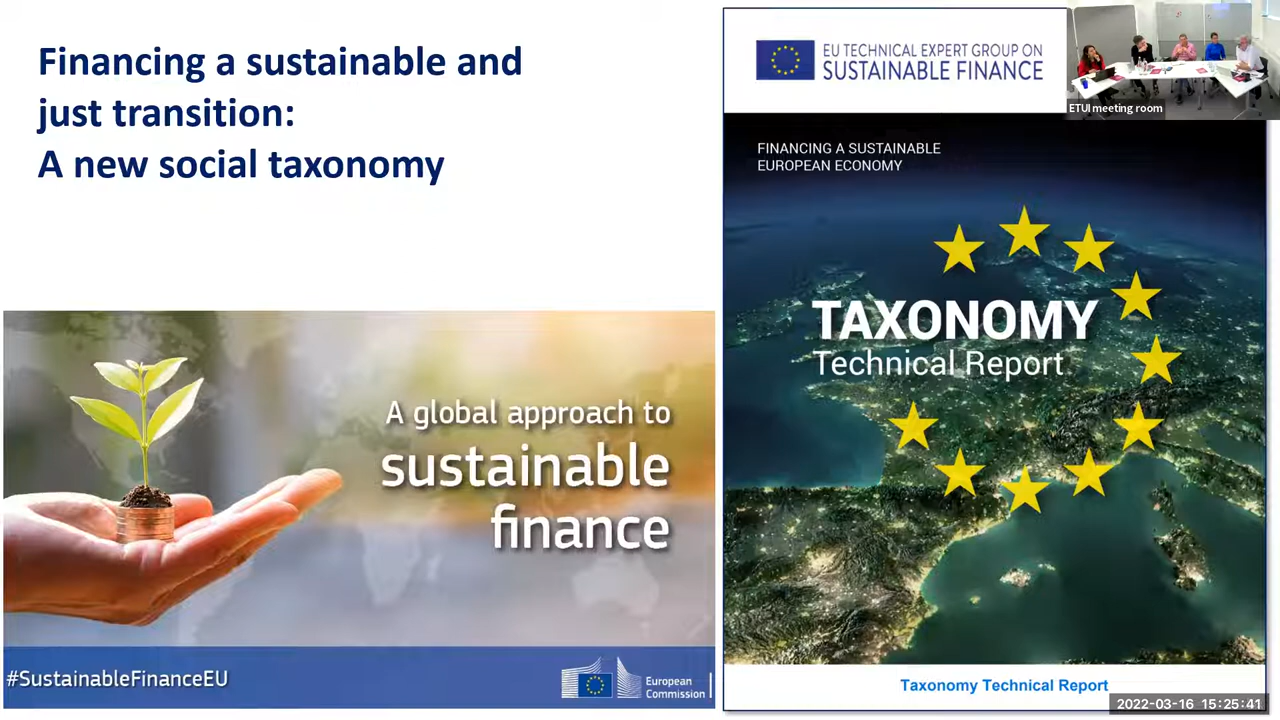 Financing a sustainable and
just transition:
A new social taxonomy
A global approach to
sustainable
finance
#SustainableFinanceEU
European
Commission
EU TECHNICAL EXPERT GROUP ON
SUSTAINABLE FINANCE
ETUI meeting room
FINANCING A SUSTAINABLE
EUROPEAN ECONOMY
TAXONOMY
Technical Report
Taxonomy Technical Report
2022-03-16 15:25:41